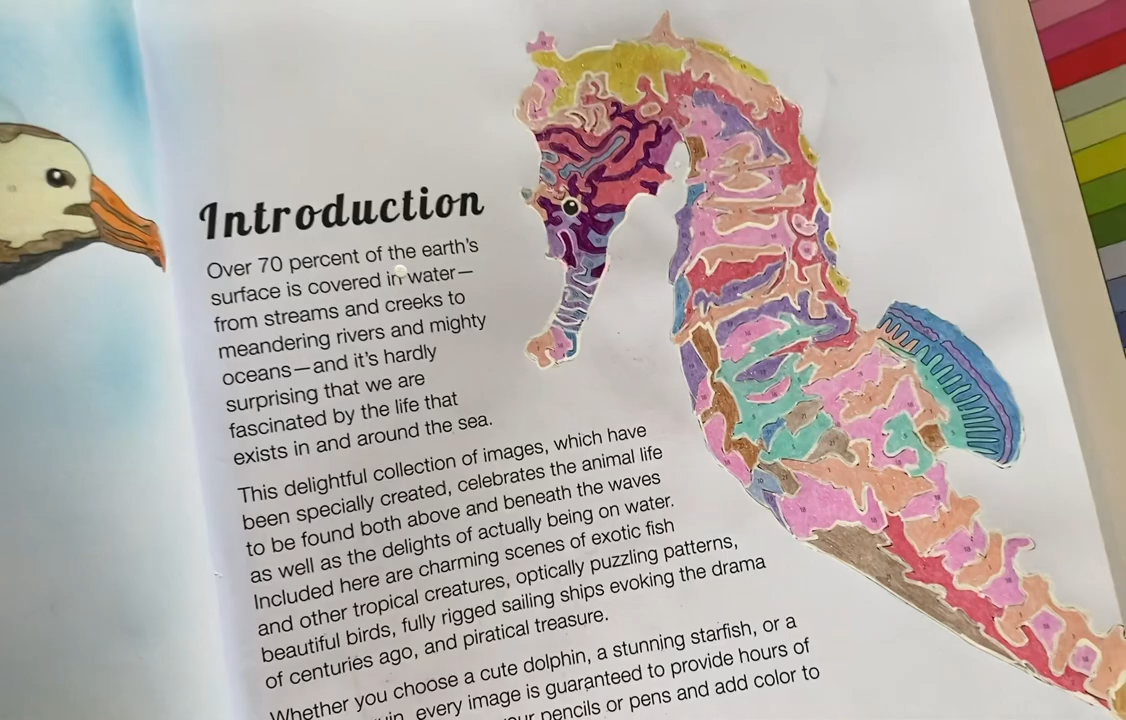 Introduction
Over 70 percent of the earth's
surface is covered in water—
from streams and creeks to
meandering rivers and mighty
oceans—and it's hardly
surprising that we are
fascinated by the life that
exists in and around the sea.
This delightful collection of images, which have
been specially created, celebrates the animal life
to be found both above and beneath the waves
as well as the delights of actually being on water.
Included here are charming scenes of exotic fish
and other tropical creatures, optically puzzling patterns,
beautiful birds, fully rigged sailing ships evoking the drama
of centuries ago, and piratical treasure.
Whether you choose a cute dolphin, a stunning starfish, or a
every image is guaranteed to provide hours of
pencils or pens and add color to